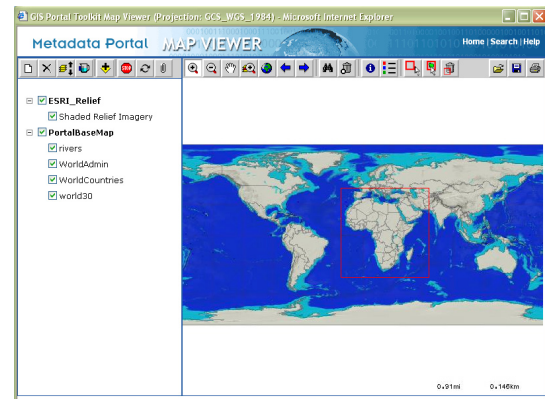 GIS Portal Toolkit Map Viewer (Projection: GCS_WGS_1984) - Microsoft Internet Explorer
Metadata Portal MAP VIEWER Home | Search | Help
STOP
ESRI_Relief
Shaded Relief Imagery
PortalBaseMap
rivers
WorldAdmin
WorldCountries
world30
0.91mi 0.146km